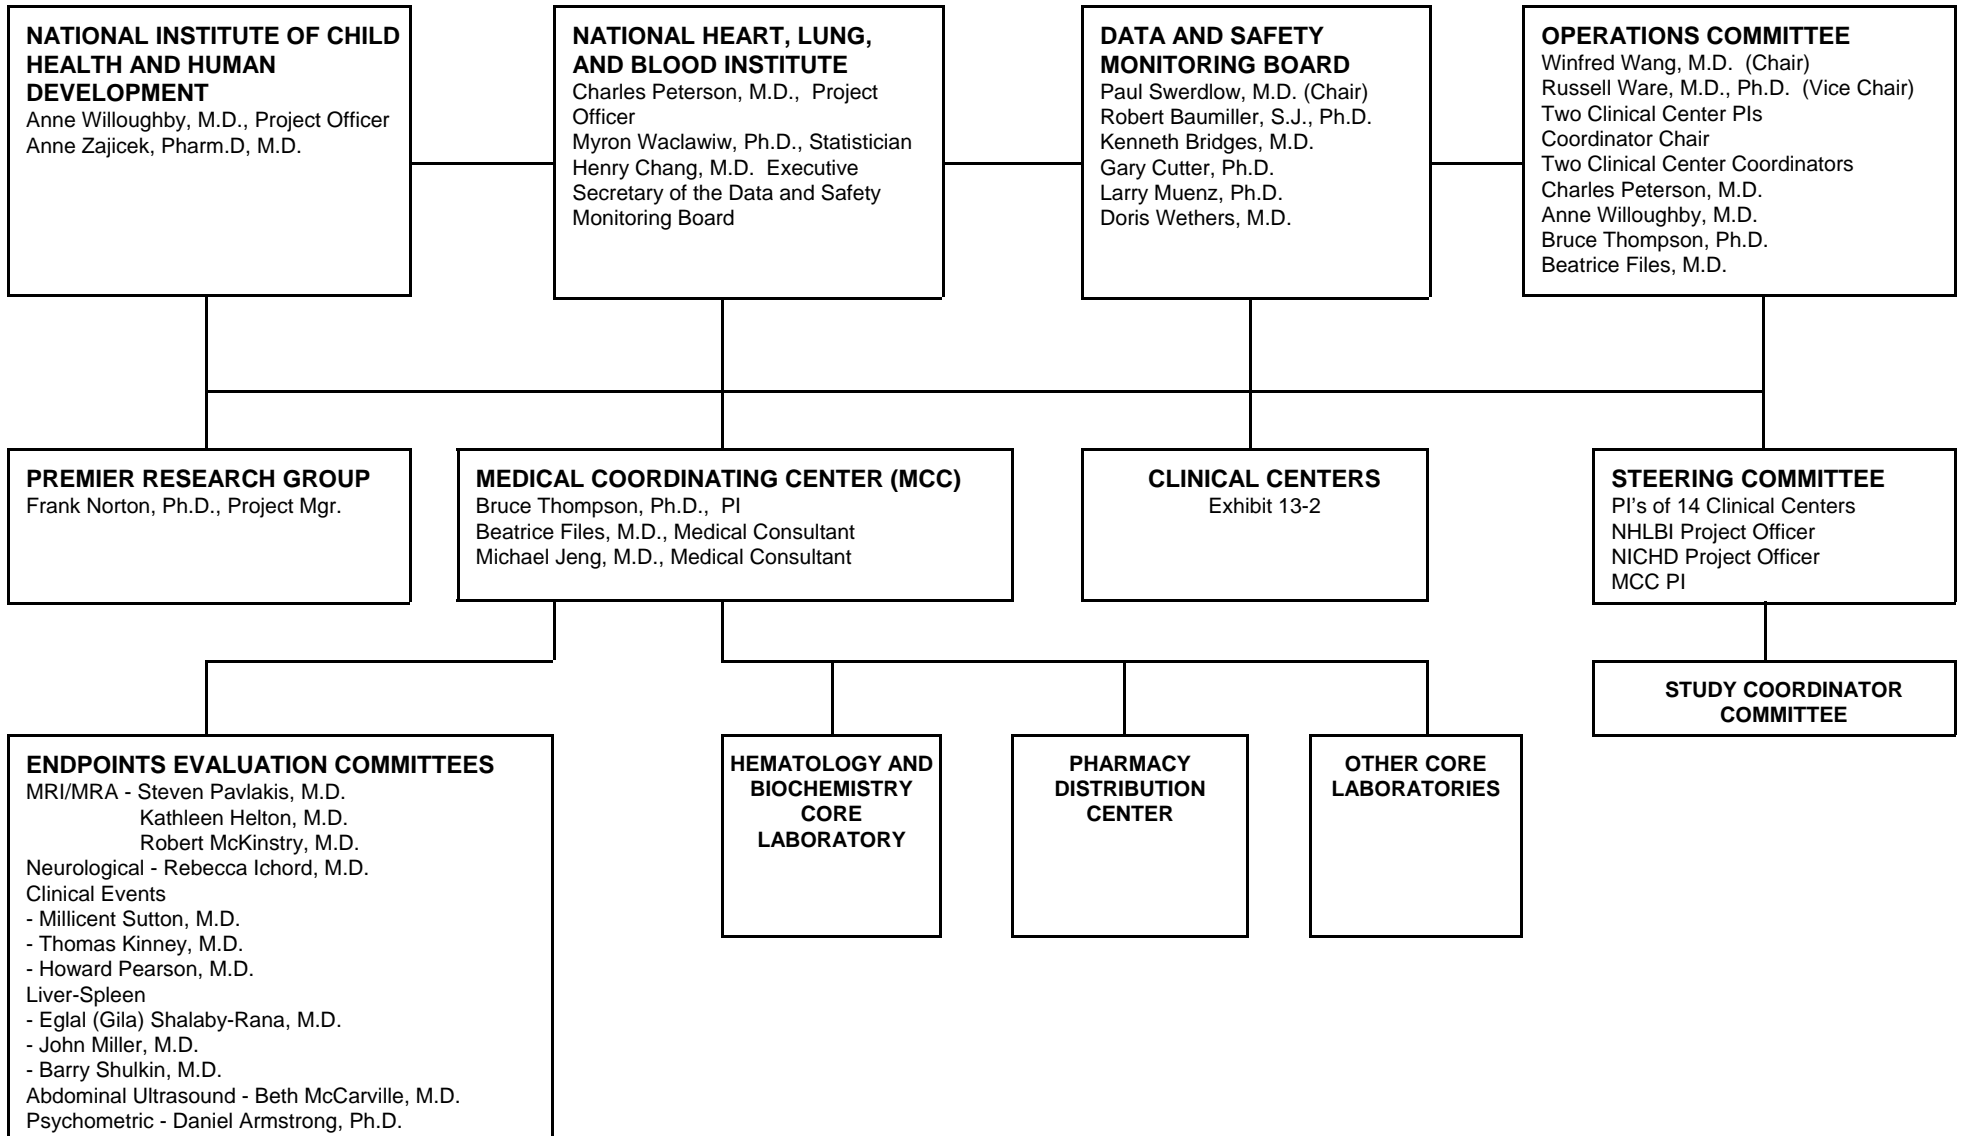 NATIONAL INSTITUTE OF CHILD
HEALTH AND HUMAN
DEVELOPMENT
Anne Willoughby, M.D., Project Officer
Anne Zajicek, Pharm.D, M.D.
NATIONAL HEART, LUNG,
AND BLOOD INSTITUTE
Charles Peterson, M.D., Project
Officer
Myron Waclawiw, Ph.D., Statistician
Henry Chang, M.D. Executive
Secretary of the Data and Safety
Monitoring Board
DATA AND SAFETY
MONITORING BOARD
Paul Swerdlow, M.D. (Chair)
Robert Baumiller, S.J., Ph.D.
Kenneth Bridges, M.D.
Gary Cutter, Ph.D.
Larry Muenz, Ph.D.
Doris Wethers, M.D.
OPERATIONS COMMITTEE
Winfred Wang, M.D. (Chair)
Russell Ware, M.D., Ph.D. (Vice Chair)
Two Clinical Center PIs
Coordinator Chair
Two Clinical Center Coordinators
Charles Peterson, M.D.
Anne Willoughby, M.D.
Bruce Thompson, Ph.D.
Beatrice Files, M.D.
PREMIER RESEARCH GROUP
Frank Norton, Ph.D., Project Mgr.
MEDICAL COORDINATING CENTER (MCC)
Bruce Thompson, Ph.D., PI
Beatrice Files, M.D., Medical Consultant
Michael Jeng, M.D., Medical Consultant
CLINICAL CENTERS
Exhibit 13-2
STEERING COMMITTEE
PI's of 14 Clinical Centers
NHLBI Project Officer
NICHD Project Officer
MCC PI
STUDY COORDINATOR
COMMITTEE
ENDPOINTS EVALUATION COMMITTEES
MRI/MRA - Steven Pavlakis, M.D.
Kathleen Helton, M.D.
Robert McKinstry, M.D.
Neurological - Rebecca Ichord, M.D.
Clinical Events
- Millicent Sutton, M.D.
- Thomas Kinney, M.D.
- Howard Pearson, M.D.
Liver-Spleen
- Eglal (Gila) Shalaby-Rana, M.D.
- John Miller, M.D.
- Barry Shulkin, M.D.
Abdominal Ultrasound - Beth McCarville, M.D.
Psychometric - Daniel Armstrong, Ph.D.
HEMATOLOGY AND
BIOCHEMISTRY
CORE
LABORATORY
PHARMACY
DISTRIBUTION
CENTER
OTHER CORE
LABORATORIES